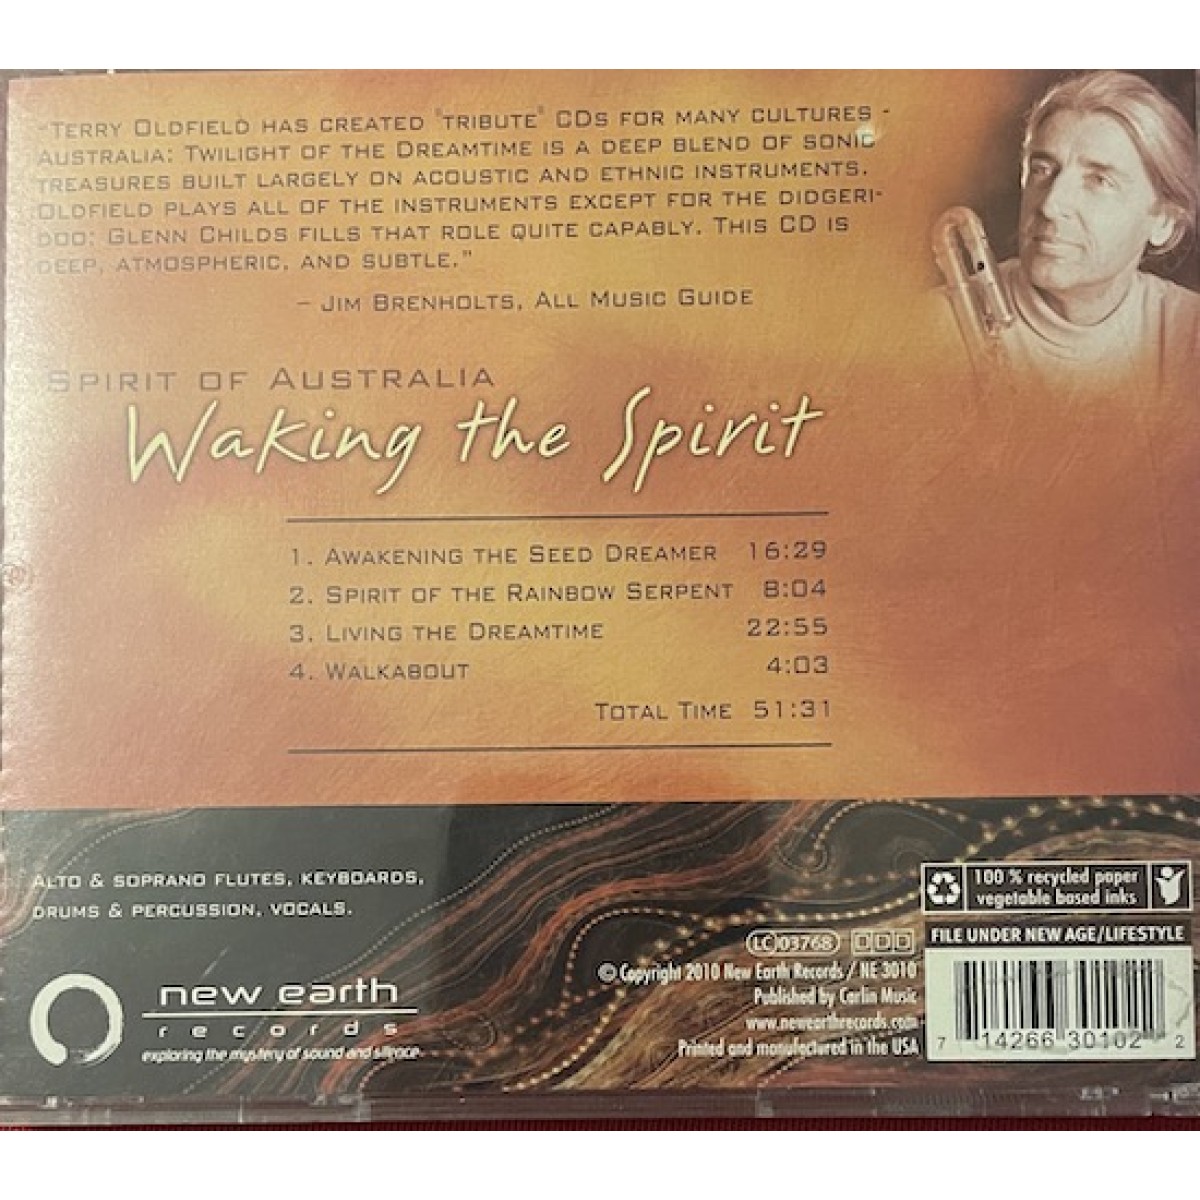 "TERRY OLDFIELD HAS CREATED "TRIBUTE" CDS FOR MANY CULTURES -
AUSTRALIA: TWILIGHT OF THE DREAMTIME IS A DEEP BLEND OF SONIC
TREASURES BUILT LARGELY ON ACOUSTIC AND ETHNIC INSTRUMENTS.
OLDFIELD PLAYS ALL OF THE INSTRUMENTS EXCEPT FOR THE DIDGERI-
DOO; GLENN CHILDS FILLS THAT ROLE QUITE CAPABLY. THIS CD IS
DEEP, ATMOSPHERIC, AND SUBTLE."
– JIM BRENHOLTS, ALL MUSIC GUIDE
SPIRIT OF AUSTRALIA
Waking the Spirit
1. AWAKENING THE SEED DREAMER 16:29
2. SPIRIT OF THE RAINBOW SERPENT 8:04
3. LIVING THE DREAMTIME 22:55
4. WALKABOUT 4:03
TOTAL TIME 51:31
ALTO & SOPRANO FLUTES, KEYBOARDS,
DRUMS & PERCUSSION, VOCALS.
new earth
records
exploring the mystery of sound and silence
LC 03768 DDD
© Copyright 2010 New Earth Records / NE 3010
Published by Carlin Music
www.newearthrecords.com
Printed and manufactured in the USA
100 % recycled paper
vegetable based inks
FILE UNDER NEW AGE/LIFESTYLE
7 14266 30102 2